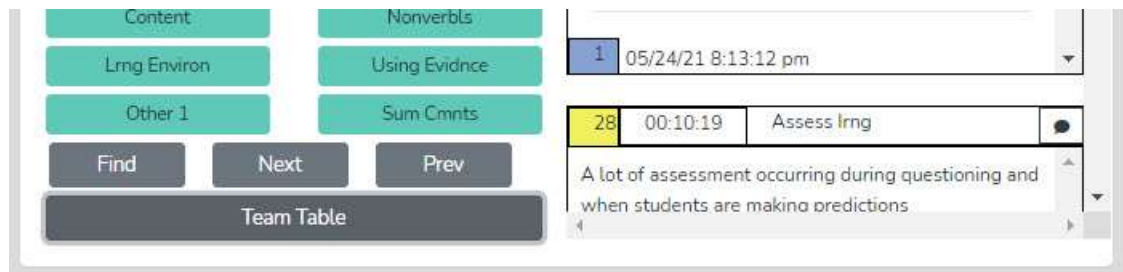 Content
Nonverbls
Lrng Environ
Using Evidnce
Other 1
Sum Cmnts
Find
Next
Prev
Team Table
1
05/24/21 8:13:12 pm
28
00:10:19
Assess lrng
A lot of assessment occurring during questioning and
when students are making predictions